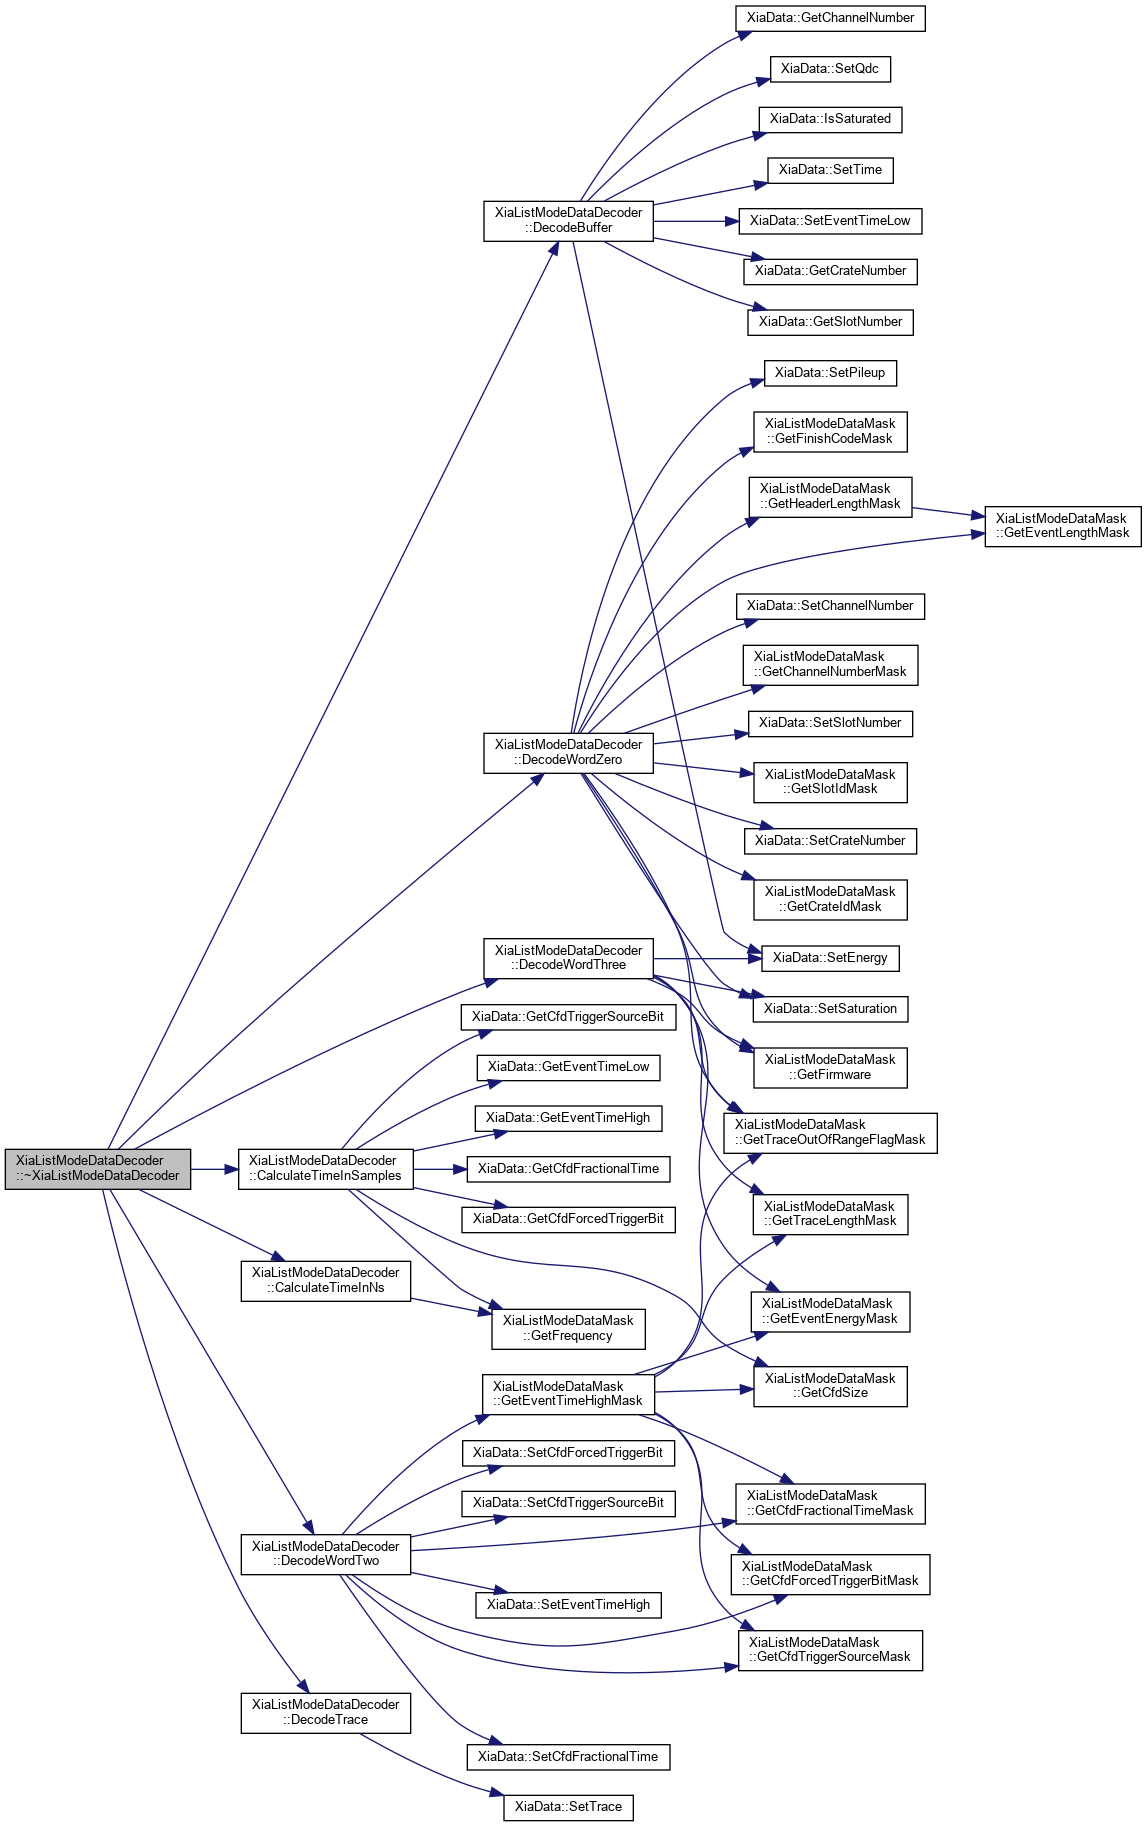 XiaData::GetChannelNumber
XiaData::SetQdc
XiaData::IsSaturated
XiaData::SetTime
XiaListModeDataDecoder
::DecodeBuffer
XiaData::SetEventTimeLow
XiaData::GetCrateNumber
XiaData::GetSlotNumber
XiaData::SetPileup
XiaListModeDataMask
::GetFinishCodeMask
XiaListModeDataMask
::GetHeaderLengthMask
XiaListModeDataMask
::GetEventLengthMask
XiaData::SetChannelNumber
XiaListModeDataMask
::GetChannelNumberMask
XiaData::SetSlotNumber
XiaListModeDataDecoder
::DecodeWordZero
XiaListModeDataMask
::GetSlotIdMask
XiaData::SetCrateNumber
XiaListModeDataMask
::GetCrateIdMask
XiaListModeDataDecoder
::DecodeWordThree
XiaData::SetEnergy
XiaData::SetSaturation
XiaData::GetCfdTriggerSourceBit
XiaListModeDataMask
::GetFirmware
XiaData::GetEventTimeLow
XiaData::GetEventTimeHigh
XiaListModeDataMask
::GetTraceOutOfRangeFlagMask
XiaListModeDataDecoder
::~XiaListModeDataDecoder
XiaListModeDataDecoder
::CalculateTimeInSamples
XiaData::GetCfdFractionalTime
XiaData::GetCfdForcedTriggerBit
XiaListModeDataMask
::GetTraceLengthMask
XiaListModeDataDecoder
::CalculateTimeInNs
XiaListModeDataMask
::GetFrequency
XiaListModeDataMask
::GetEventEnergyMask
XiaListModeDataMask
::GetEventTimeHighMask
XiaListModeDataMask
::GetCfdSize
XiaData::SetCfdForcedTriggerBit
XiaData::SetCfdTriggerSourceBit
XiaListModeDataMask
::GetCfdFractionalTimeMask
XiaListModeDataDecoder
::DecodeWordTwo
XiaListModeDataMask
::GetCfdForcedTriggerBitMask
XiaData::SetEventTimeHigh
XiaListModeDataMask
::GetCfdTriggerSourceMask
XiaListModeDataDecoder
::DecodeTrace
XiaData::SetCfdFractionalTime
XiaData::SetTrace